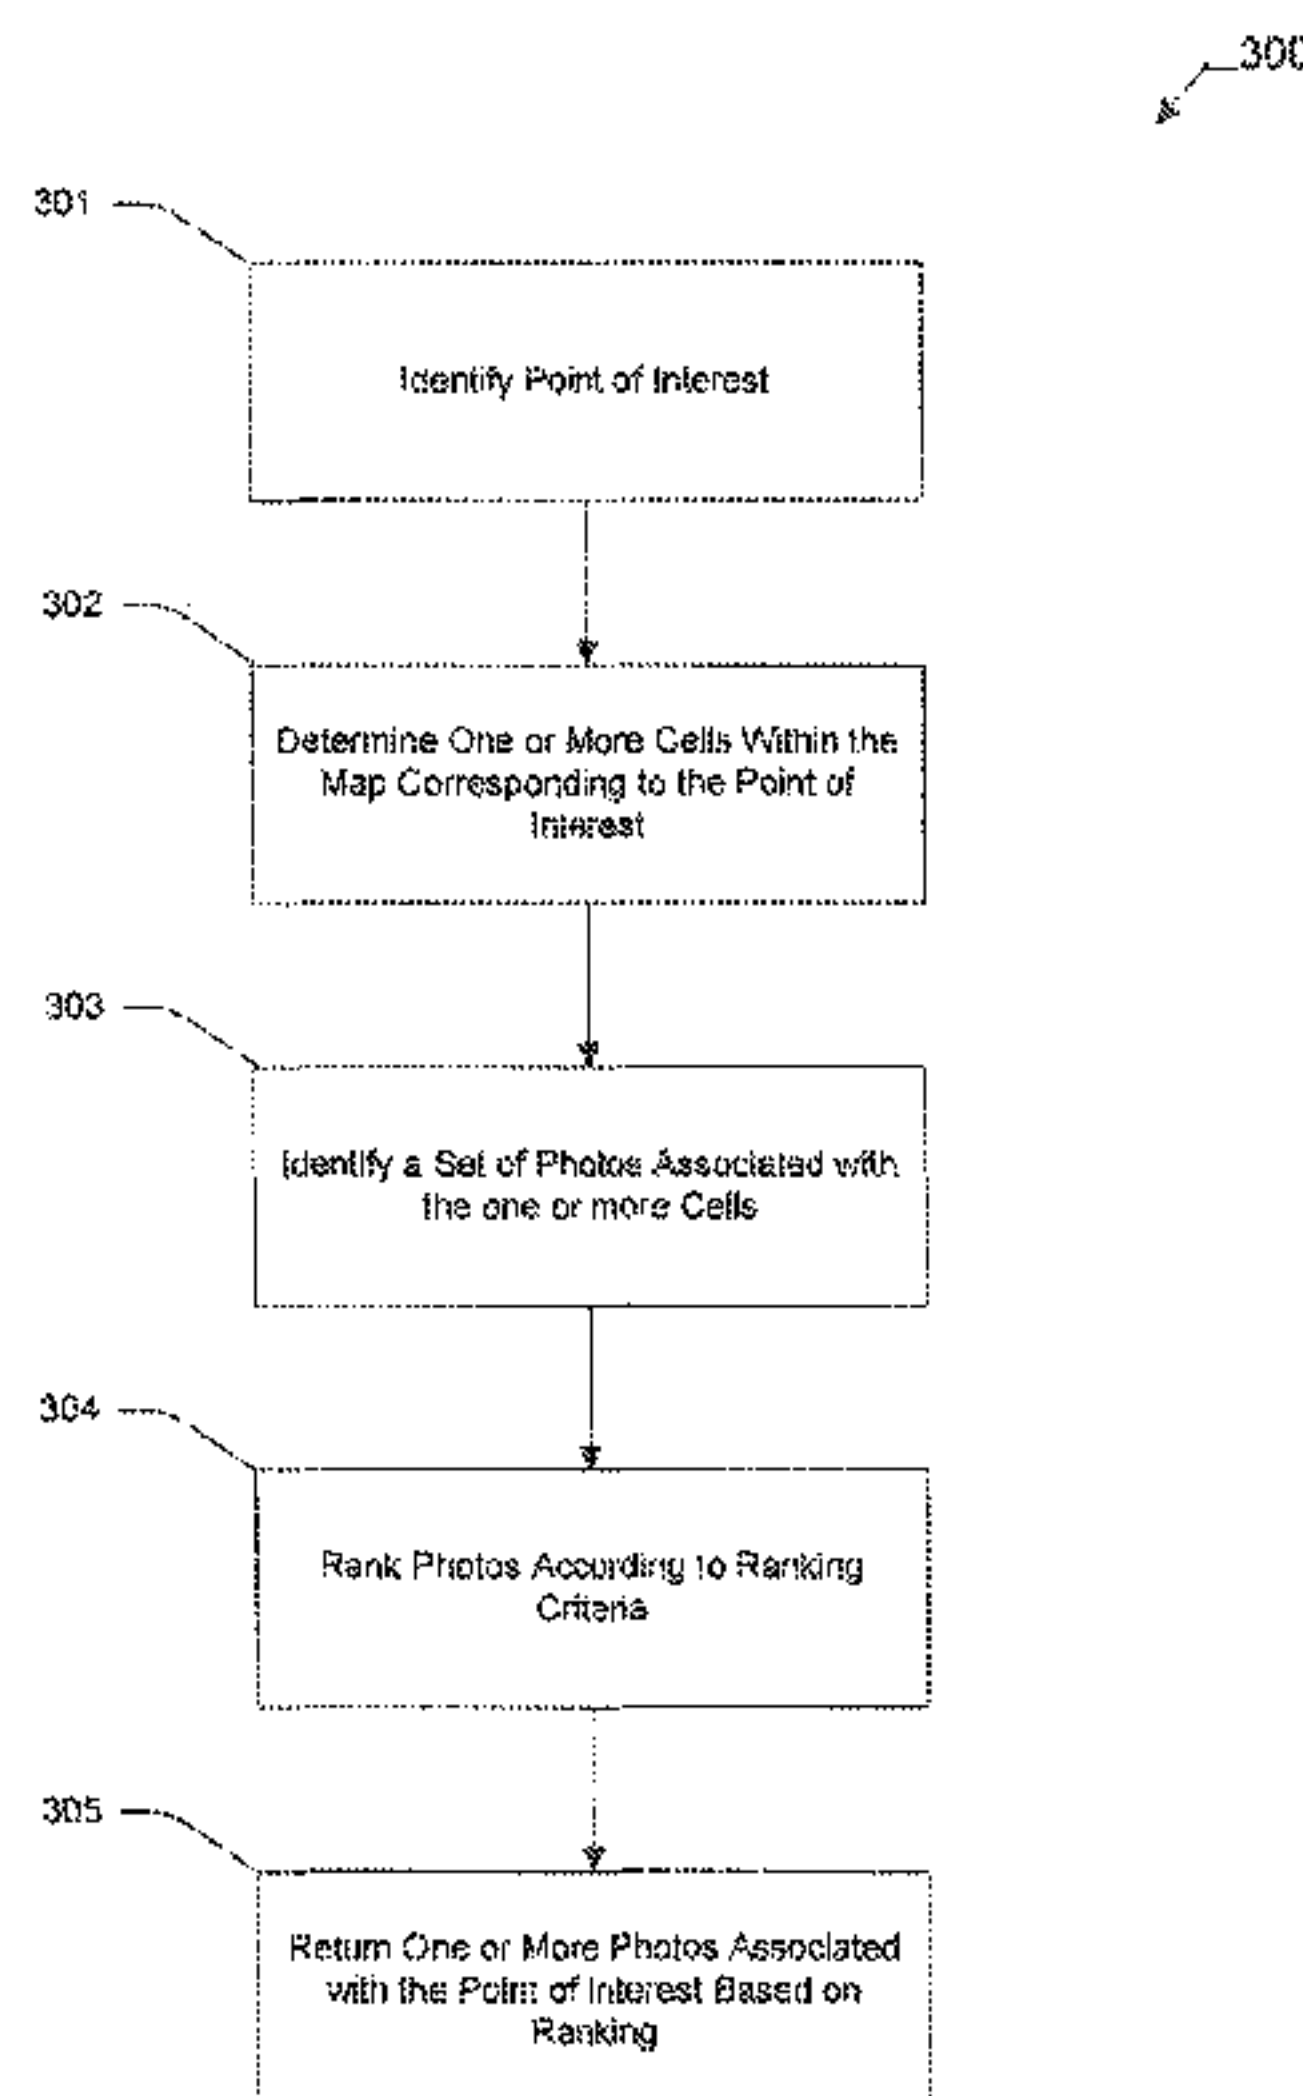 300
301
Identify Point of Interest
302
Determine One or More Cells Within the
Map Corresponding to the Point of
Interest
303
Identify a Set of Photos Associated with
the one or more Cells
304
Rank Photos According to Ranking
Criteria
305
Return One or More Photos Associated
with the Point of Interest Based on
Ranking